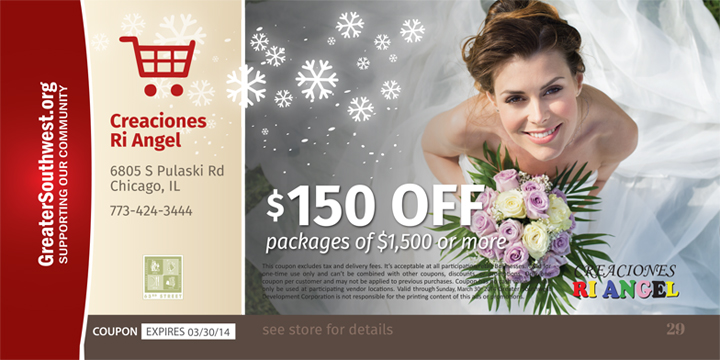 GreaterSouthwest.org
SUPPORTING OUR COMMUNITY
Creaciones
Ri Angel
6805 S Pulaski Rd
Chicago, IL
773-424-3444
63RD STREET
$150 OFF
packages of $1,500 or more
This coupon excludes tax and delivery fees. It's acceptable at all
one-time use only and can't be combined with other coupons, discounts
coupon per customer and may not be applied to previous purchases.
only be used at participating vendor locations. Valid through Sunday, March
Development Corporation is not responsible for the printing content of this ads or
CREACIONES
RI ANGEL
COUPON EXPIRES 03/30/14
see store for details
29